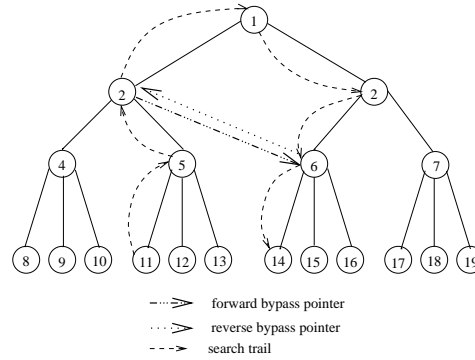 1
2 2
4 5 6 7
8 9 10 11 12 13 14 15 16 17 18 19
forward bypass pointer
reverse bypass pointer
search trail